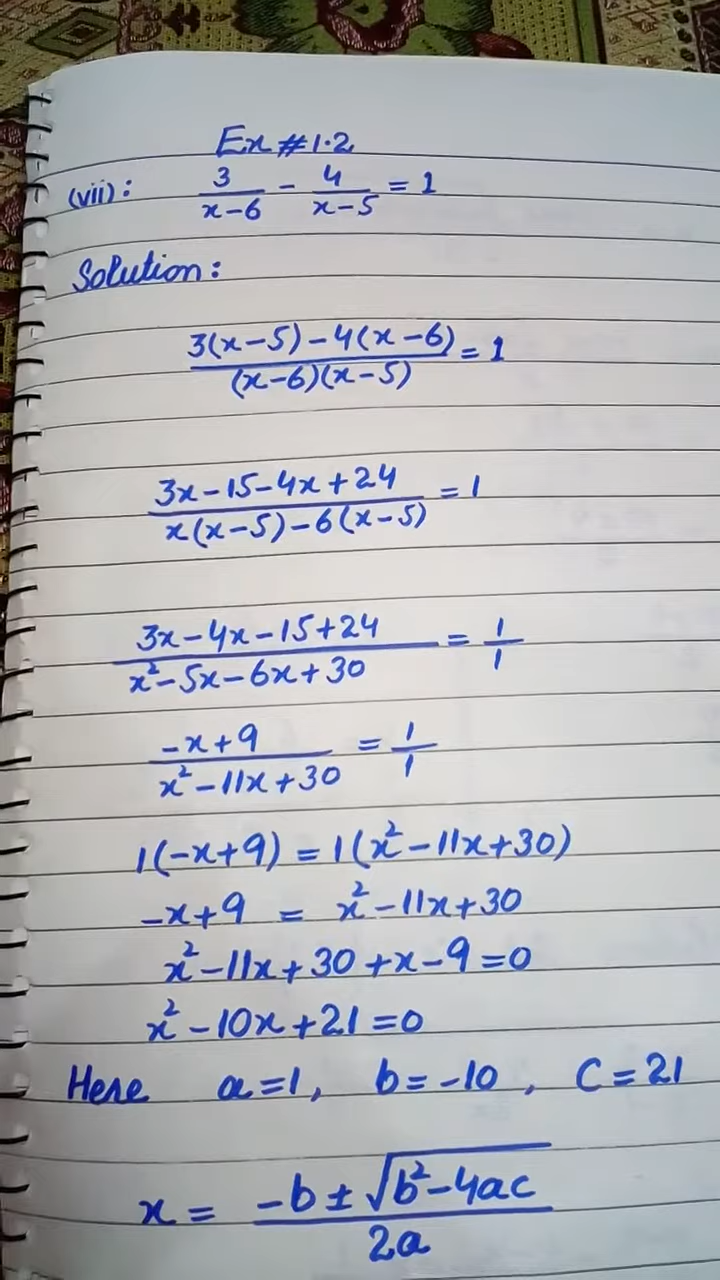 Ex # 1.2
(vii): 3/(x-6) - 4/(x-5) = 1
Solution:
(3(x-5)-4(x-6))/((x-6)(x-5)) = 1
(3x-15-4x+24)/(x(x-5)-6(x-5)) = 1
(3x-4x-15+24)/(x²-5x-6x+30) = 1/1
(-x+9)/(x²-11x+30) = 1/1
1(-x+9) = 1(x²-11x+30)
-x+9 = x²-11x+30
x²-11x+30+x-9=0
x²-10x+21=0
Here a=1, b=-10, C=21
x = (-b±√(b²-4ac))/(2a)